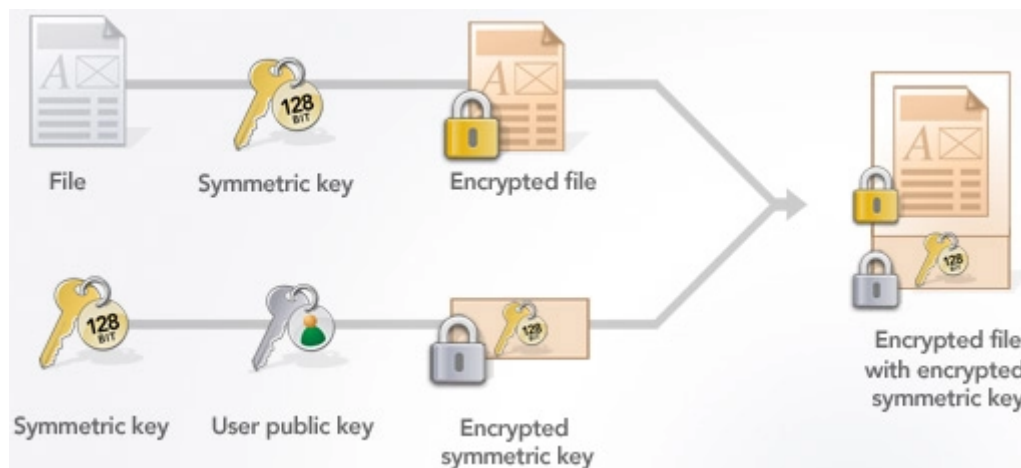 A
128
BIT
A
File
Symmetric key
Encrypted file
A
128
128
BIT
128
Symmetric key
User public key
Encrypted
symmetric key
Encrypted file
with encrypted
symmetric key